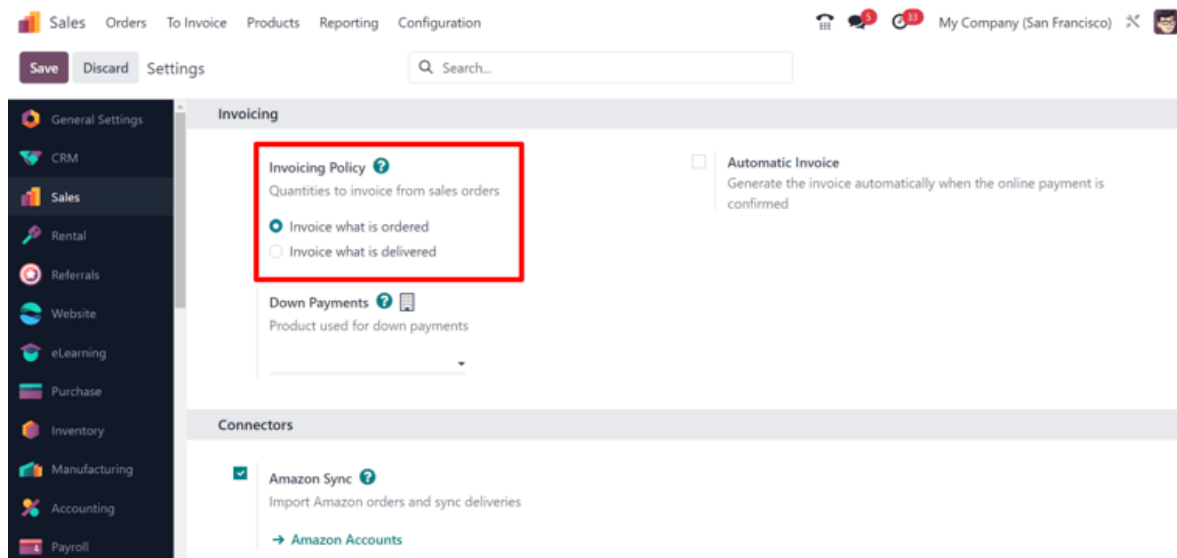 Sales Orders To Invoice Products Reporting Configuration 5 33 My Company (San Francisco)
Save Discard Settings Search...
General Settings
CRM
Sales
Rental
Referrals
Website
eLearning
Purchase
Inventory
Manufacturing
Accounting
Payroll
Invoicing
Invoicing Policy ?
Quantities to invoice from sales orders
Invoice what is ordered
Invoice what is delivered
Automatic Invoice
Generate the invoice automatically when the online payment is
confirmed
Down Payments ?
Product used for down payments
Connectors
Amazon Sync ?
Import Amazon orders and sync deliveries
→ Amazon Accounts